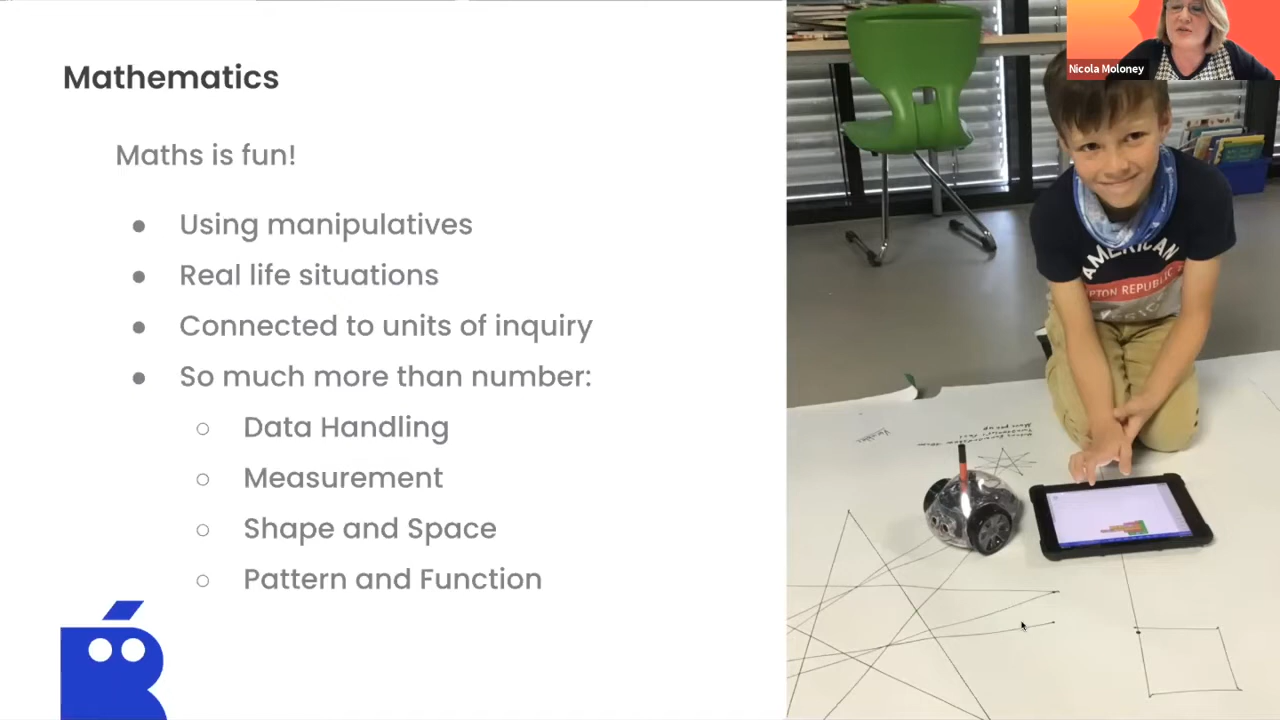 Mathematics
Maths is fun!
Using manipulatives
Real life situations
Connected to units of inquiry
So much more than number:
Data Handling
Measurement
Shape and Space
Pattern and Function
Nicola Moloney
AMERICAN
REPUBLIC